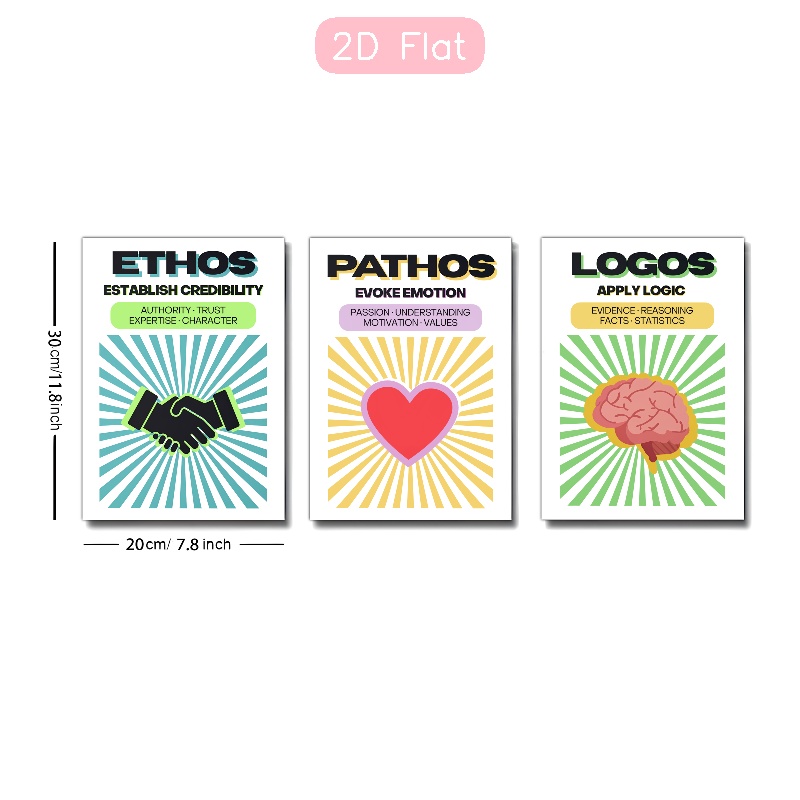 2D Flat
ETHOS
ESTABLISH CREDIBILITY
AUTHORITY · TRUST
EXPERTISE · CHARACTER
PATHOS
EVOKE EMOTION
PASSION · UNDERSTANDING
MOTIVATION · VALUES
LOGOS
APPLY LOGIC
EVIDENCE · REASONING
FACTS · STATISTICS
30cm/11.8inch
20cm/ 7.8 inch